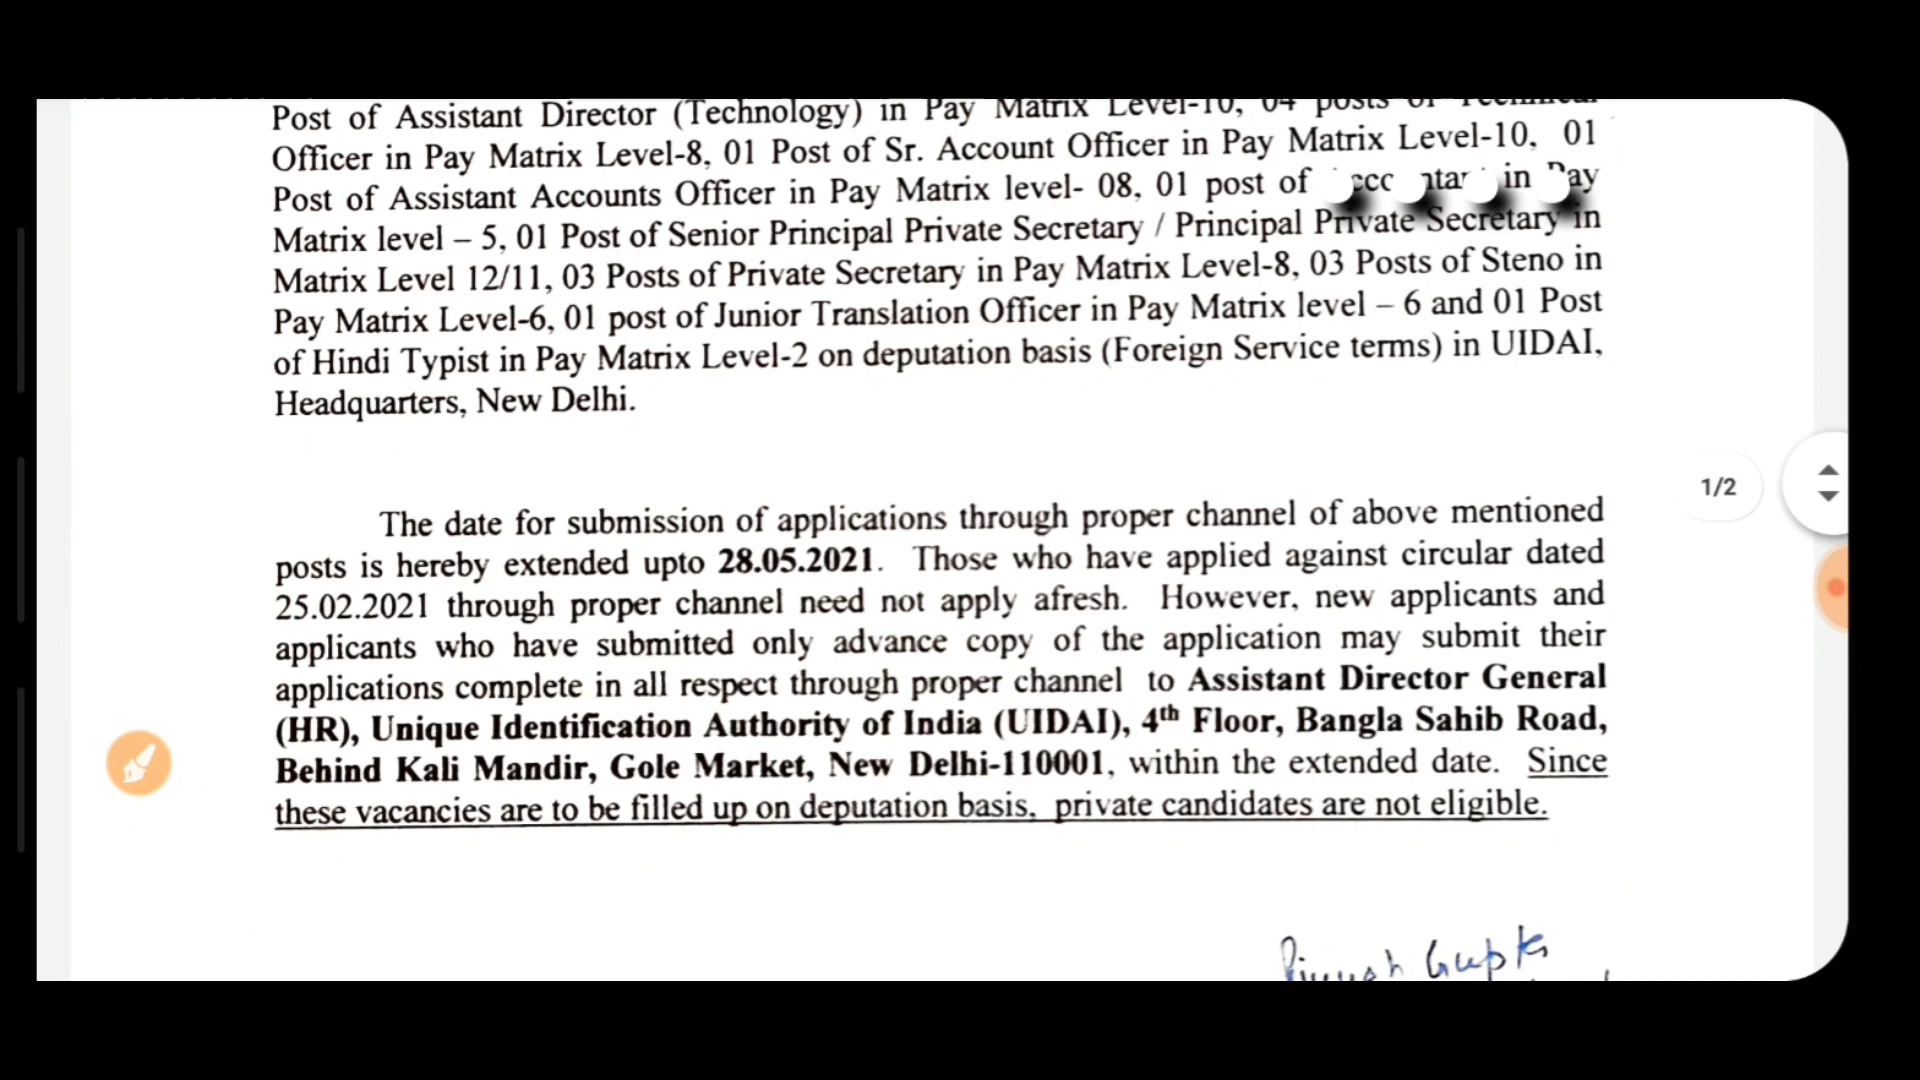 Post of Assistant Director (Technology) in Pay Matrix Level-10, 04 posts of Technical
Officer in Pay Matrix Level-8, 01 Post of Sr. Account Officer in Pay Matrix Level-10, 01
Post of Assistant Accounts Officer in Pay Matrix level- 08, 01 post of Accountant in Pay
Matrix level – 5, 01 Post of Senior Principal Private Secretary / Principal Private Secretary in
Matrix Level 12/11, 03 Posts of Private Secretary in Pay Matrix Level-8, 03 Posts of Steno in
Pay Matrix Level-6, 01 post of Junior Translation Officer in Pay Matrix level – 6 and 01 Post
of Hindi Typist in Pay Matrix Level-2 on deputation basis (Foreign Service terms) in UIDAI,
Headquarters, New Delhi.
1/2
The date for submission of applications through proper channel of above mentioned
posts is hereby extended upto 28.05.2021. Those who have applied against circular dated
25.02.2021 through proper channel need not apply afresh. However, new applicants and
applicants who have submitted only advance copy of the application may submit their
applications complete in all respect through proper channel to Assistant Director General
(HR), Unique Identification Authority of India (UIDAI), 4th Floor, Bangla Sahib Road,
Behind Kali Mandir, Gole Market, New Delhi-110001, within the extended date. Since
these vacancies are to be filled up on deputation basis, private candidates are not eligible.
Gupta